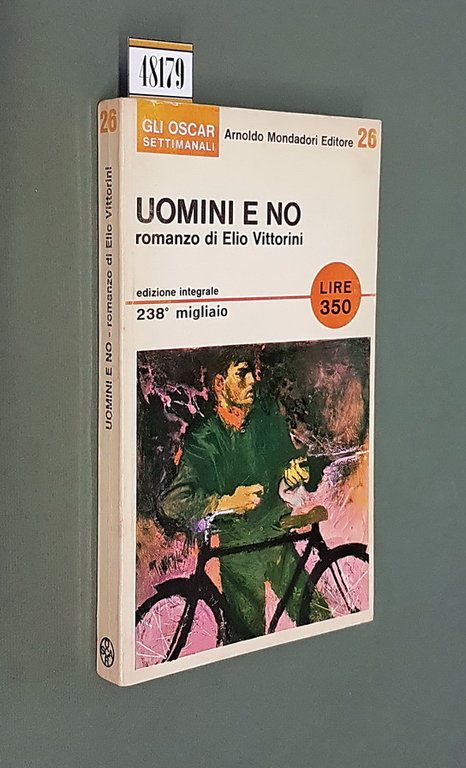 48179
GLI OSCAR
SETTIMANALI
Arnoldo Mondadori Editore 26
UOMINI E NO
romanzo di Elio Vittorini
edizione integrale
238° migliaio
LIRE
350
26
UOMINI E NO - romanzo di Elio Vittorini